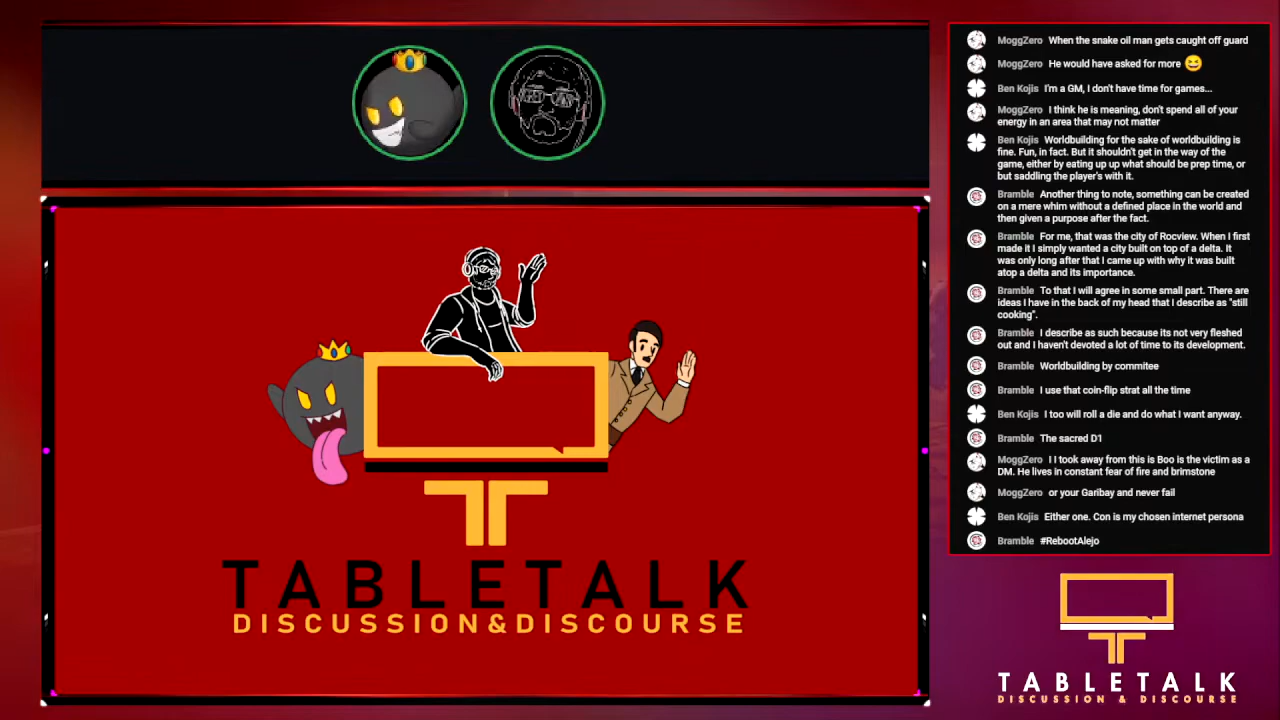 MoggZero When the snake oil man gets caught off guard
MoggZero He would have asked for more 😆
Ben Kojis I'm a GM, I don't have time for games...
MoggZero I think he is meaning, don't spend all of your
energy in an area that may not matter
Ben Kojis Worldbuilding for the sake of worldbuilding is
fine. Fun, in fact. But it shouldn't get in the way of the
game, either by eating up up what should be prep time, or
but saddling the player's with it.
Bramble Another thing to note, something can be created
on a mere whim without a defined place in the world and
then given a purpose after the fact.
Bramble For me, that was the city of Rocview. When I first
made it I simply wanted a city built on top of a delta. It
was only long after that I came up with why it was built
atop a delta and its importance.
Bramble To that I will agree in some small part. There are
ideas I have in the back of my head that I describe as "still
cooking".
Bramble I describe as such because its not very fleshed
out and I haven't devoted a lot of time to its development.
Bramble Worldbuilding by commitee
Bramble I use that coin-flip strat all the time
Ben Kojis I too will roll a die and do what I want anyway.
Bramble The sacred D1
MoggZero I I took away from this is Boo is the victim as a
DM. He lives in constant fear of fire and brimstone
MoggZero or your Garibay and never fail
Ben Kojis Either one. Con is my chosen internet persona
Bramble #RebootAlejo
TABLETALK
DISCUSSION&DISCOURSE
TABLETALK
DISCUSSION & DISCOURSE